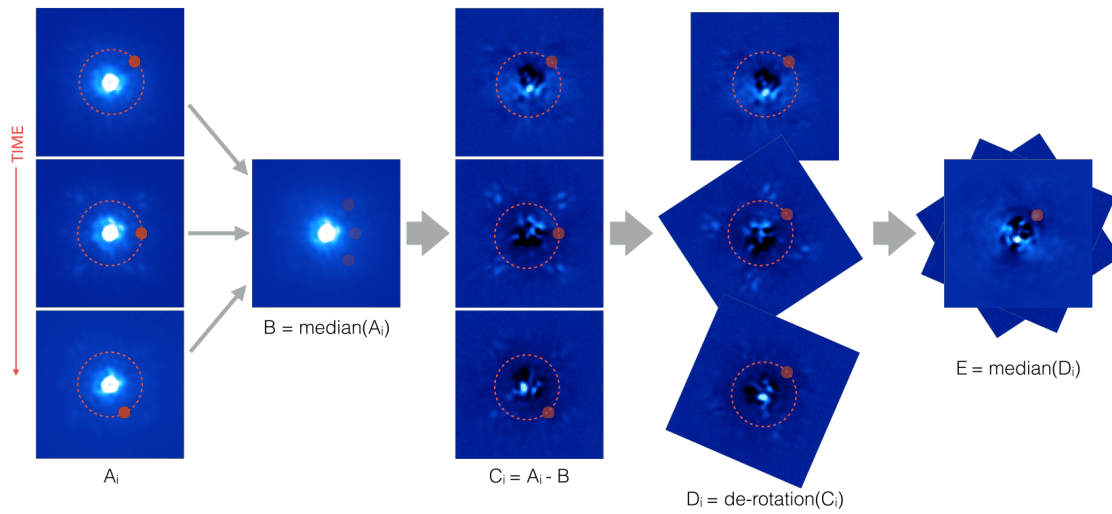 TIME
Aᵢ
B = median(Aᵢ)
Cᵢ = Aᵢ - B
Dᵢ = de-rotation(Cᵢ)
E = median(Dᵢ)